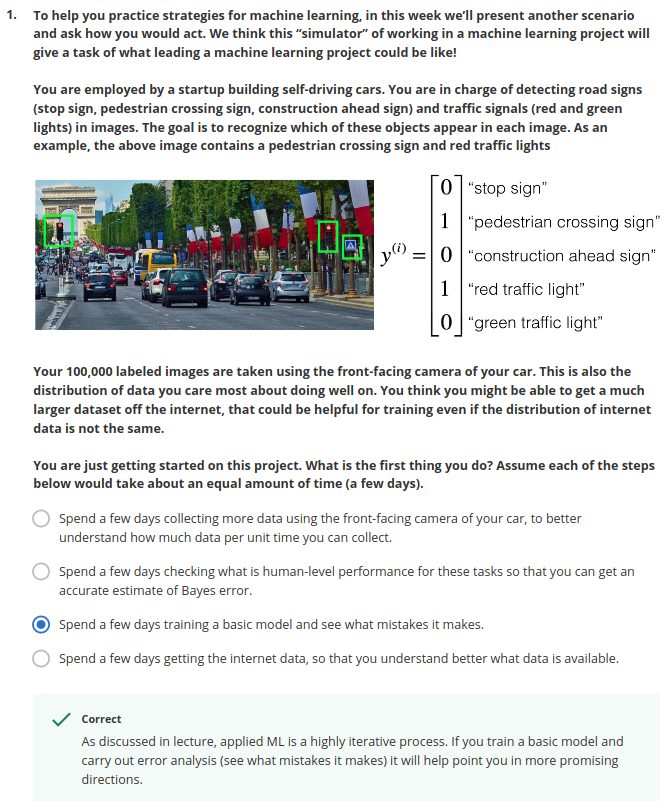 1. To help you practice strategies for machine learning, in this week we’ll present another scenario
and ask how you would act. We think this “simulator” of working in a machine learning project will
give a task of what leading a machine learning project could be like!
You are employed by a startup building self-driving cars. You are in charge of detecting road signs
(stop sign, pedestrian crossing sign, construction ahead sign) and traffic signals (red and green
lights) in images. The goal is to recognize which of these objects appear in each image. As an
example, the above image contains a pedestrian crossing sign and red traffic lights
y(i) =
0 “stop sign”
1 “pedestrian crossing sign”
0 “construction ahead sign”
1 “red traffic light”
0 “green traffic light”
Your 100,000 labeled images are taken using the front-facing camera of your car. This is also the
distribution of data you care most about doing well on. You think you might be able to get a much
larger dataset off the internet, that could be helpful for training even if the distribution of internet
data is not the same.
You are just getting started on this project. What is the first thing you do? Assume each of the steps
below would take about an equal amount of time (a few days).
Spend a few days collecting more data using the front-facing camera of your car, to better
understand how much data per unit time you can collect.
Spend a few days checking what is human-level performance for these tasks so that you can get an
accurate estimate of Bayes error.
Spend a few days training a basic model and see what mistakes it makes.
Spend a few days getting the internet data, so that you understand better what data is available.
Correct
As discussed in lecture, applied ML is a highly iterative process. If you train a basic model and
carry out error analysis (see what mistakes it makes) it will help point you in more promising
directions.